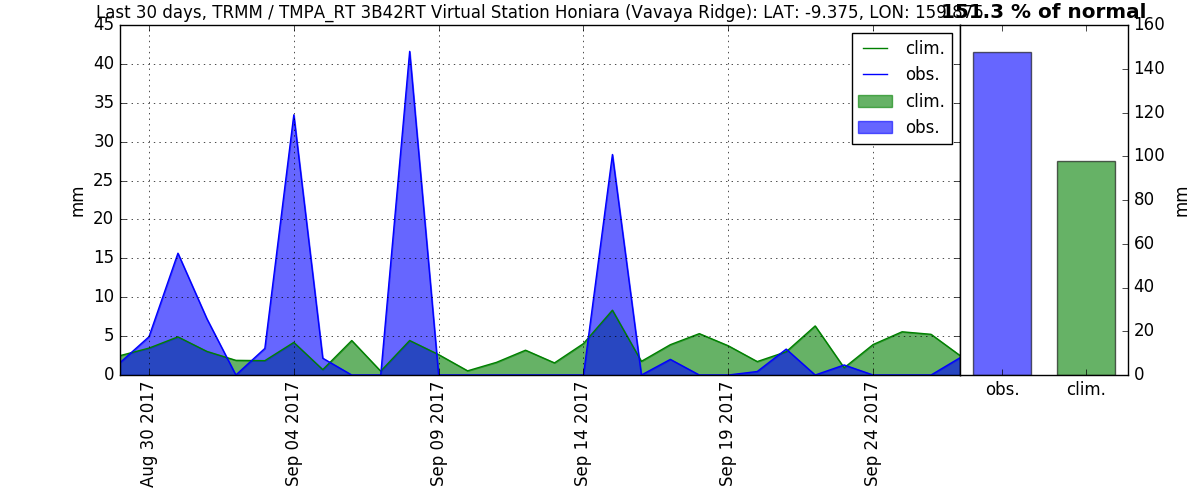 Last 30 days, TRMM / TMPA_RT 3B42RT Virtual Station Honiara (Vavaya Ridge): LAT: -9.375, LON:
151.3 % of normal
45
40
35
30
25
20
15
10
5
0
mm
clim.
obs.
clim.
obs.
Aug 30 2017
Sep 04 2017
Sep 09 2017
Sep 14 2017
Sep 19 2017
Sep 24 2017
160
140
120
100
80
60
40
20
0
mm
obs.
clim.